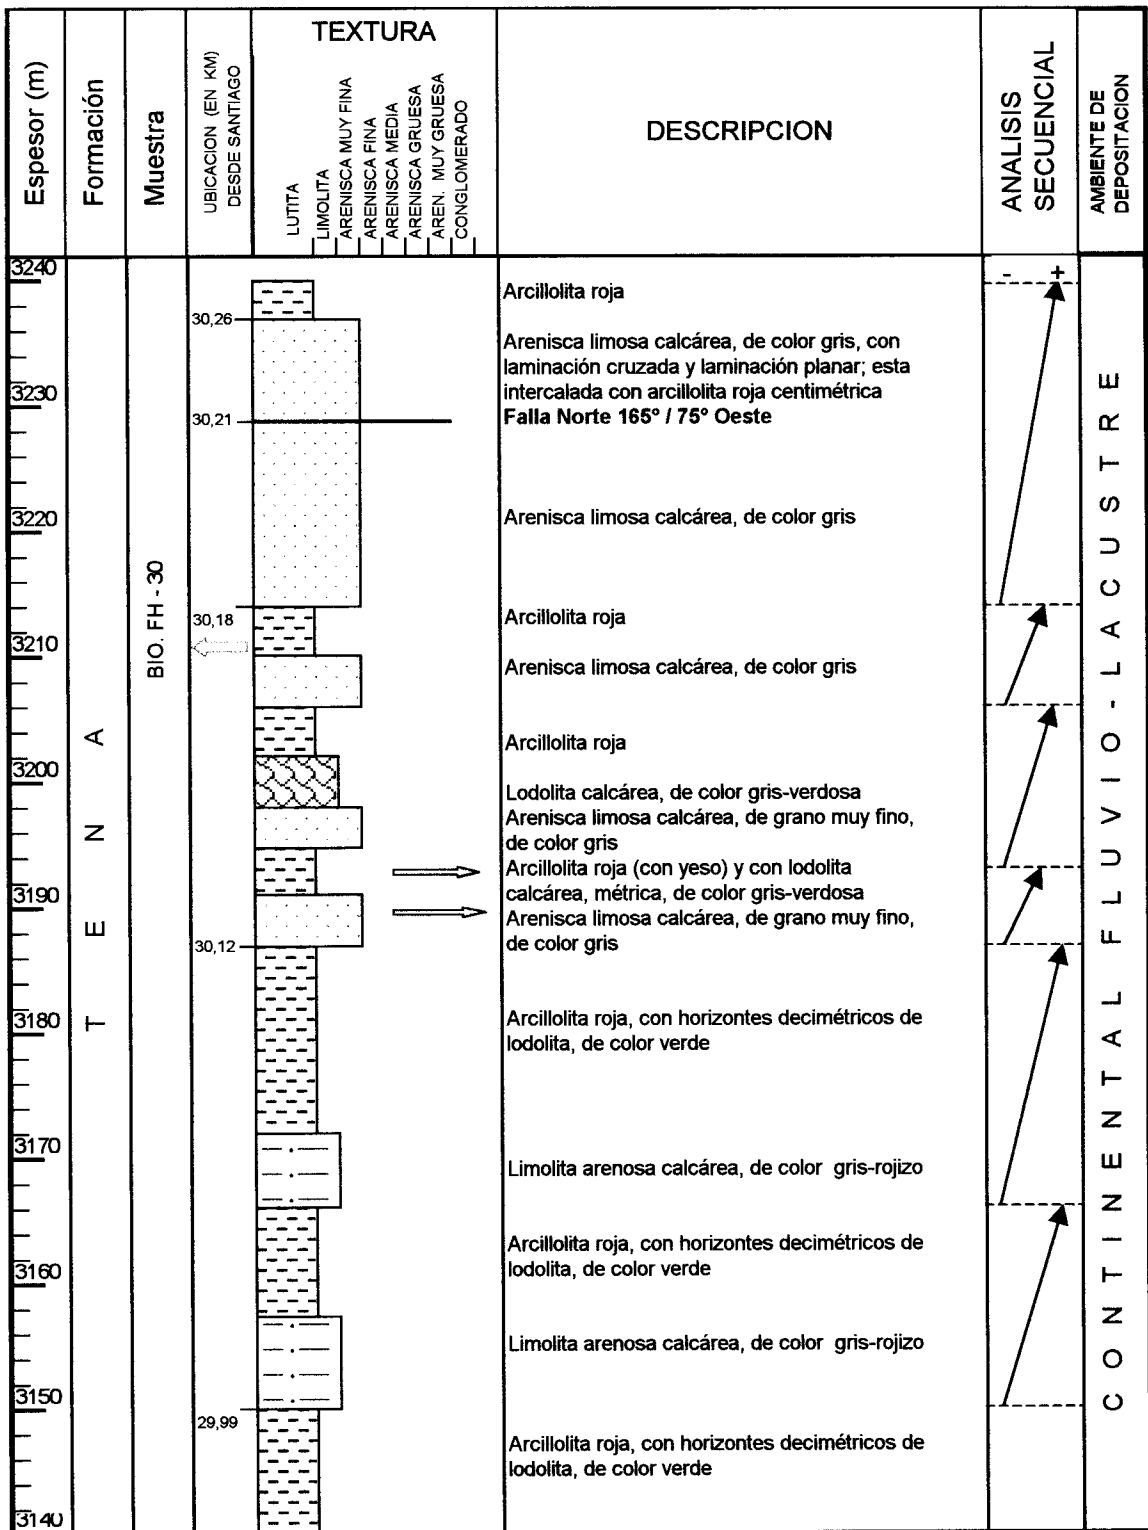 TEXTURA
Espesor (m)
Formación
Muestra
UBICACION (EN KM)
DESDE SANTIAGO
LUTITA
LIMOLITA
ARENISCA MUY FINA
ARENISCA FINA
ARENISCA MEDIA
ARENISCA GRUESA
AREN. MUY GRUESA
CONGLOMERADO
DESCRIPCION
ANALISIS
SECUENCIAL
AMBIENTE DE
DEPOSITACION
3240
- +
Arcillolita roja
30,26
Arenisca limosa calcárea, de color gris, con
laminación cruzada y laminación planar; esta
intercalada con arcillolita roja centimétrica
3230
Falla Norte 165º / 75º Oeste
30,21
3220
Arenisca limosa calcárea, de color gris
30,18
Arcillolita roja
3210
BIO. FH - 30
Arenisca limosa calcárea, de color gris
TENA
Arcillolita roja
3200
Lodolita calcárea, de color gris-verdosa
Arenisca limosa calcárea, de grano muy fino,
de color gris
Arcillolita roja (con yeso) y con lodolita
calcárea, métrica, de color gris-verdosa
3190
Arenisca limosa calcárea, de grano muy fino,
de color gris
30,12
3180
Arcillolita roja, con horizontes decimétricos de
lodolita, de color verde
3170
Limolita arenosa calcárea, de color gris-rojizo
Arcillolita roja, con horizontes decimétricos de
lodolita, de color verde
3160
Limolita arenosa calcárea, de color gris-rojizo
3150
29,99
Arcillolita roja, con horizontes decimétricos de
lodolita, de color verde
3140
CONTINENTAL FLUVIO-LACUSTRE